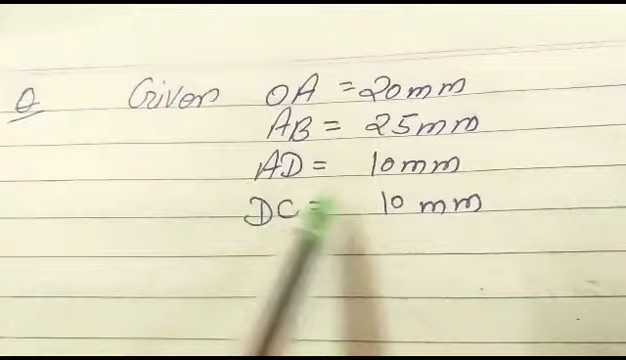 Q Given OA = 20mm
AB = 25mm
AD = 10mm
DC = 10 mm